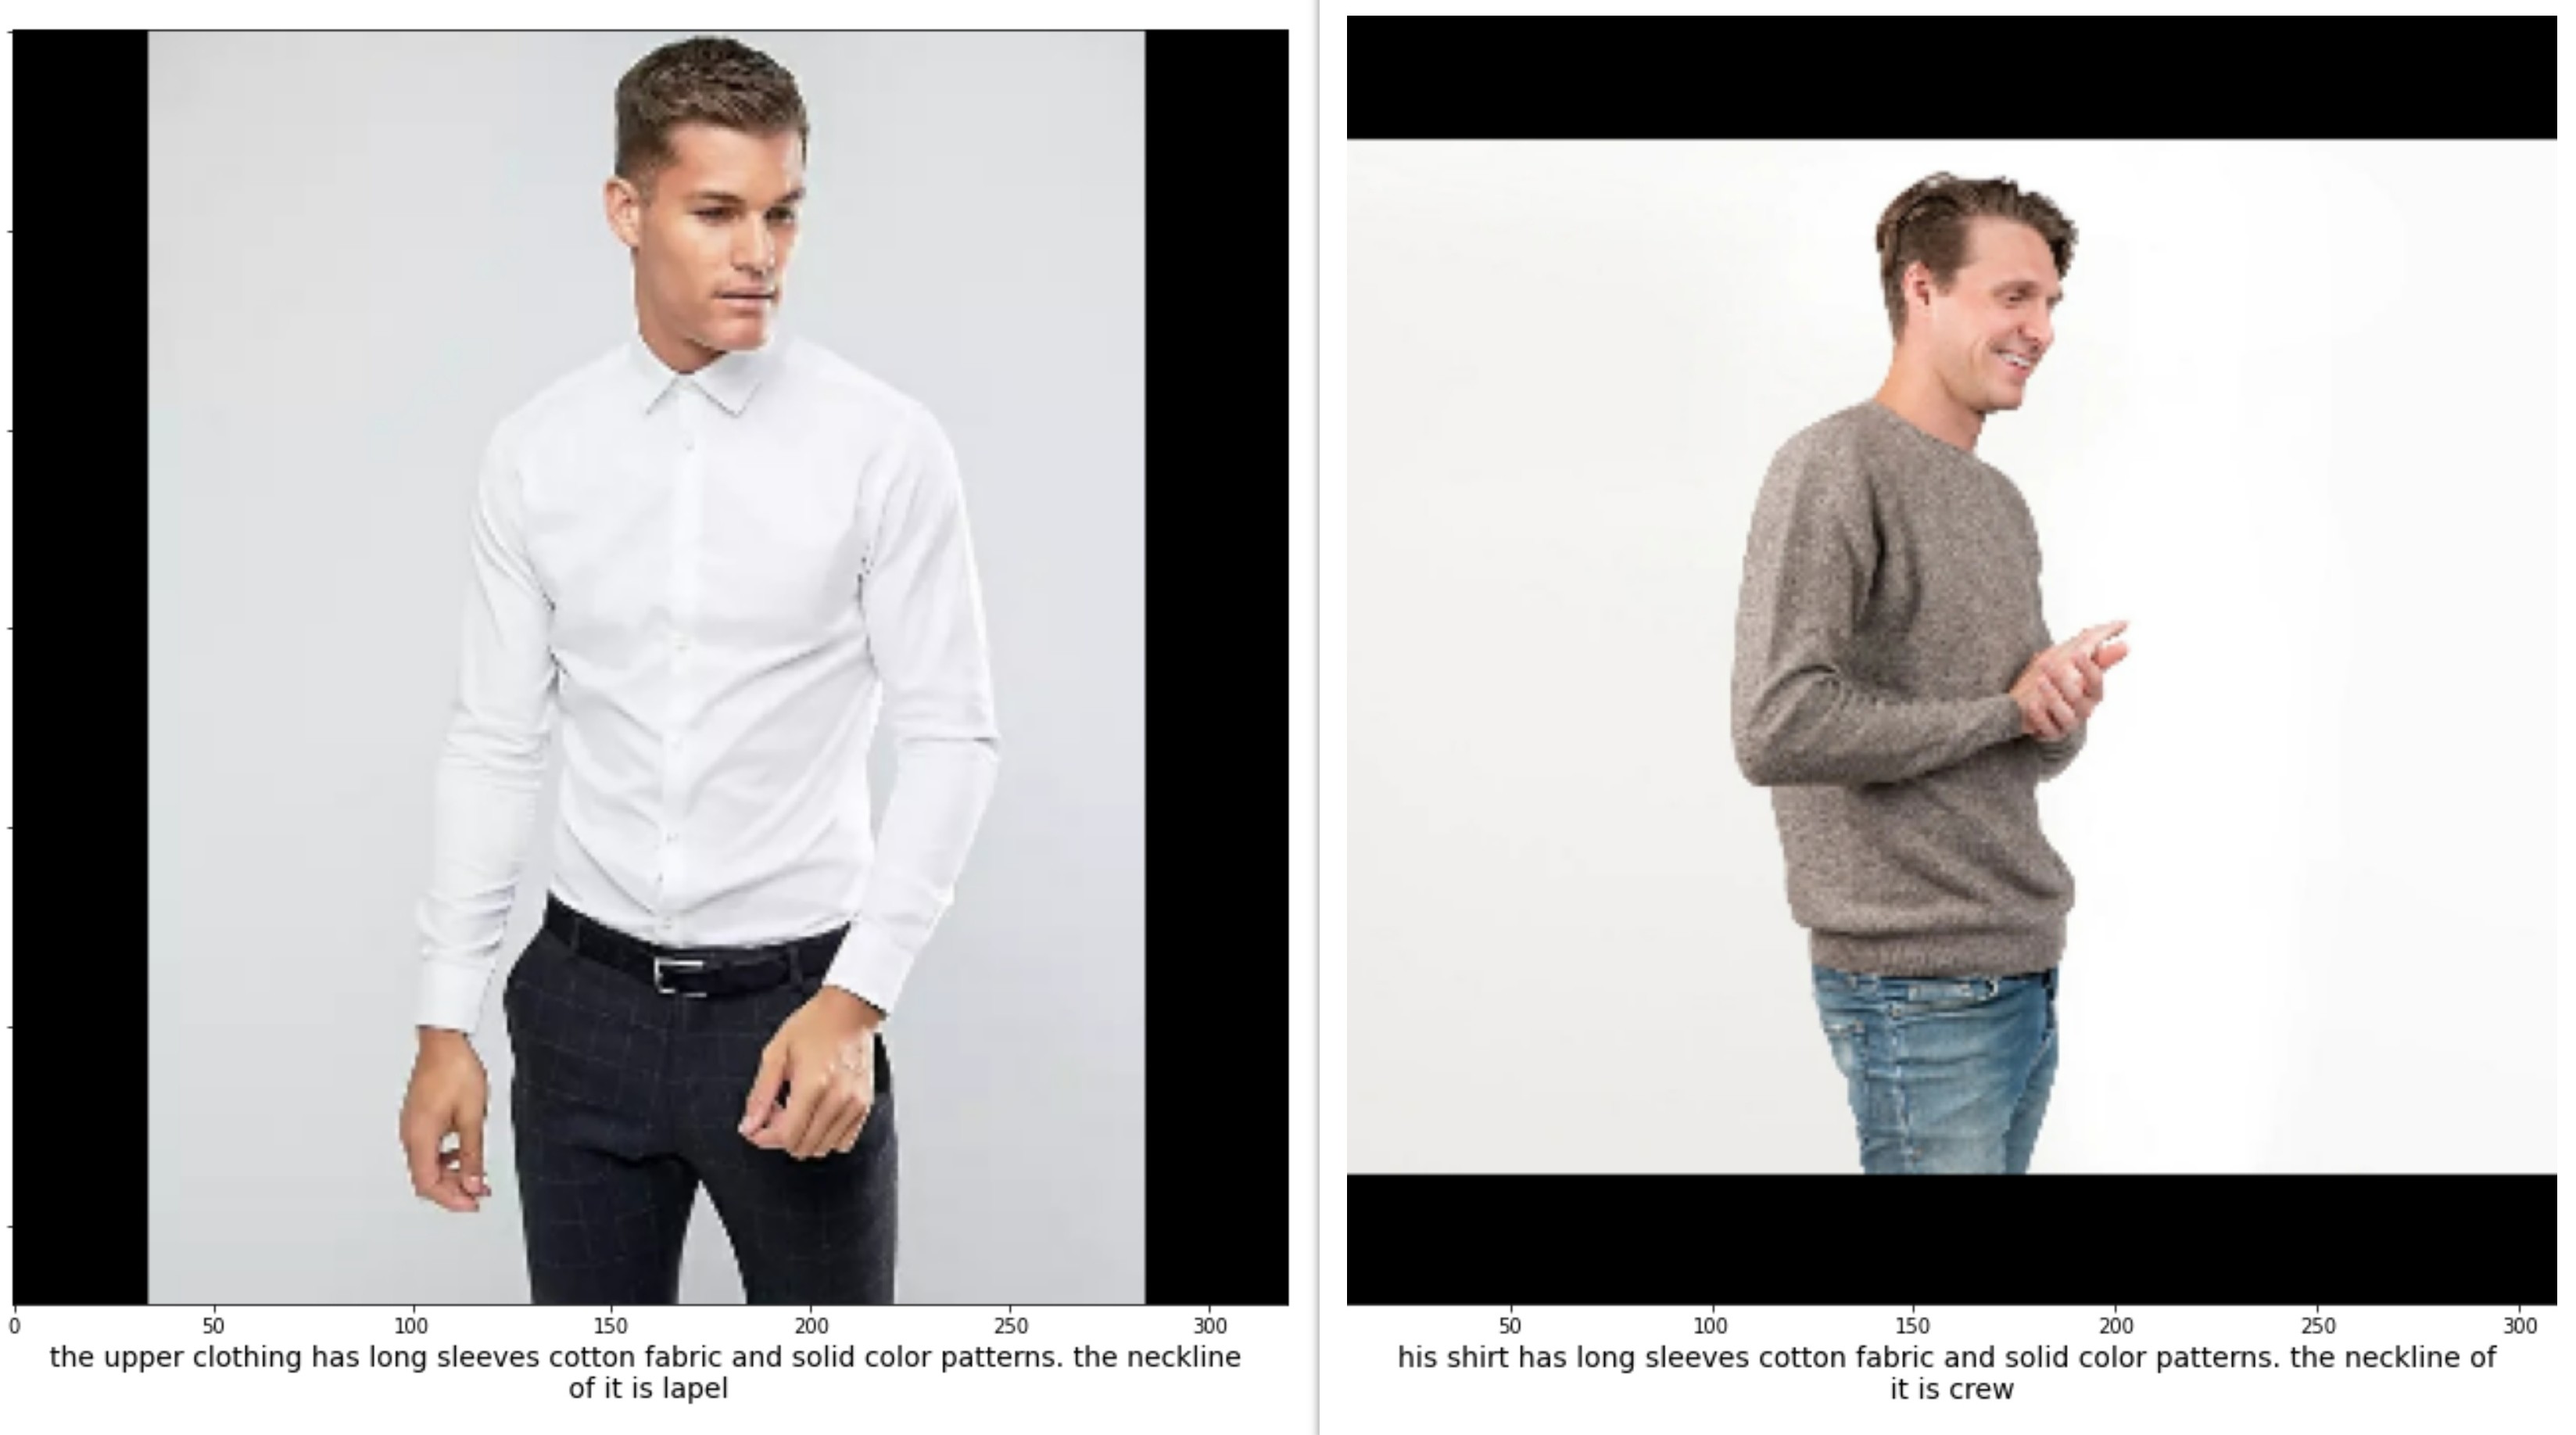 0 50 100 150 200 250 300
the upper clothing has long sleeves cotton fabric and solid color patterns. the neckline
of it is lapel
50 100 150 200 250 300
his shirt has long sleeves cotton fabric and solid color patterns. the neckline of
it is crew